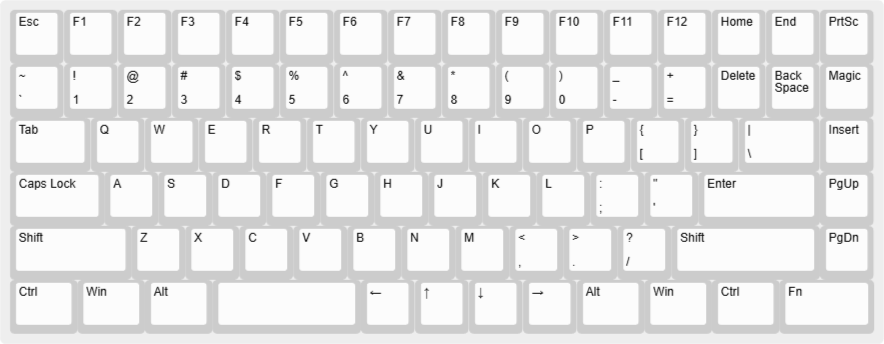 Esc F1 F2 F3 F4 F5 F6 F7 F8 F9 F10 F11 F12 Home End PrtSc
~ ! @ # $ % ^ & * ( ) _ + Delete Back Space Magic
` 1 2 3 4 5 6 7 8 9 0 - =
Tab Q W E R T Y U I O P { } | Insert
[ ] \
Caps Lock A S D F G H J K L : " Enter PgUp
; '
Shift Z X C V B N M < > ? Shift PgDn
, . /
Ctrl Win Alt ← ↑ ↓ → Alt Win Ctrl Fn